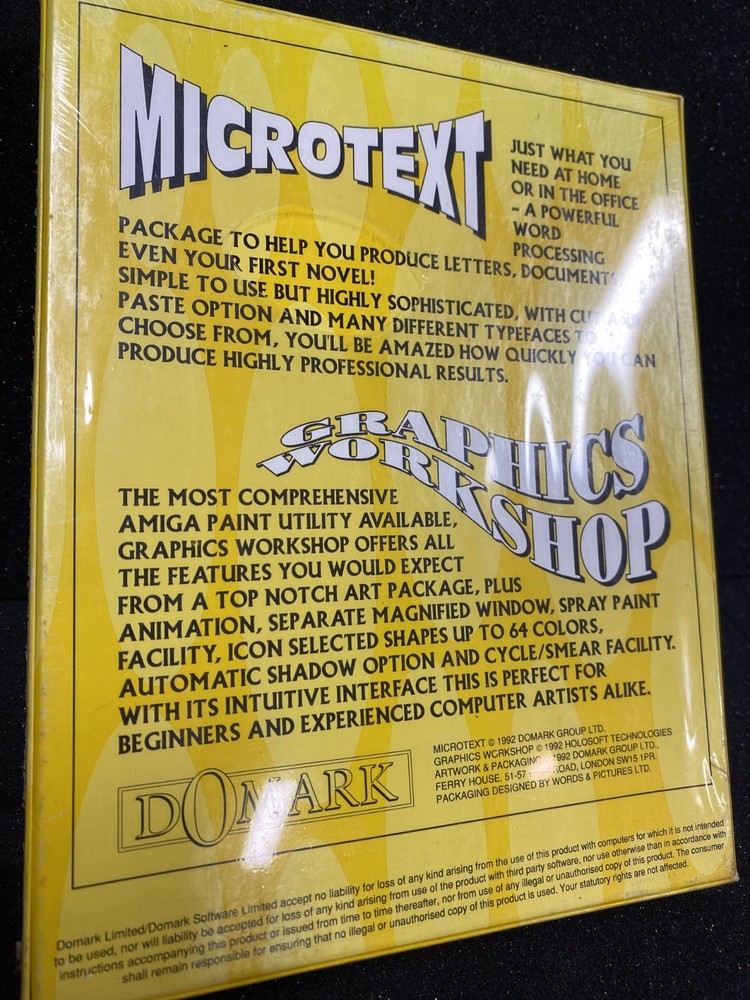 MICROTEXT
JUST WHAT YOU
NEED AT HOME
OR IN THE OFFICE
- A POWERFUL
WORD
PROCESSING
PACKAGE TO HELP YOU PRODUCE LETTERS, DOCUMENTS
EVEN YOUR FIRST NOVEL!
SIMPLE TO USE BUT HIGHLY SOPHISTICATED, WITH CUT AND
PASTE OPTION AND MANY DIFFERENT TYPEFACES TO
CHOOSE FROM, YOU'LL BE AMAZED HOW QUICKLY YOU CAN
PRODUCE HIGHLY PROFESSIONAL RESULTS.
GRAPHICS
WORKSHOP
THE MOST COMPREHENSIVE
AMIGA PAINT UTILITY AVAILABLE,
GRAPHICS WORKSHOP OFFERS ALL
THE FEATURES YOU WOULD EXPECT
FROM A TOP NOTCH ART PACKAGE, PLUS
ANIMATION, SEPARATE MAGNIFIED WINDOW, SPRAY PAINT
FACILITY, ICON SELECTED SHAPES UP TO 64 COLORS,
AUTOMATIC SHADOW OPTION AND CYCLE/SMEAR FACILITY.
WITH ITS INTUITIVE INTERFACE THIS IS PERFECT FOR
BEGINNERS AND EXPERIENCED COMPUTER ARTISTS ALIKE.
DOMARK
MICROTEXT © 1992 DOMARK GROUP LTD.
GRAPHICS WORKSHOP © 1992 HOLOSOFT TECHNOLOGIES
ARTWORK & PACKAGING 1992 DOMARK GROUP LTD.,
FERRY HOUSE, 51-57 ROAD, LONDON SW15 1PR.
PACKAGING DESIGNED BY WORDS & PICTURES LTD.
Domark Limited/Domark Software Limited accept no liability for loss of any kind arising from the use of this product with computers for which it is not intended
to be used, nor will liability be accepted for loss of any kind arising from use of the product with third party software, nor use otherwise than in accordance with
instructions accompanying this product or issued from time to time thereafter, nor from use of any illegal or unauthorised copy of this product. The consumer
shall remain responsible for ensuring that no illegal or unauthorised copy of this product is used. Your statutory rights are not affected.